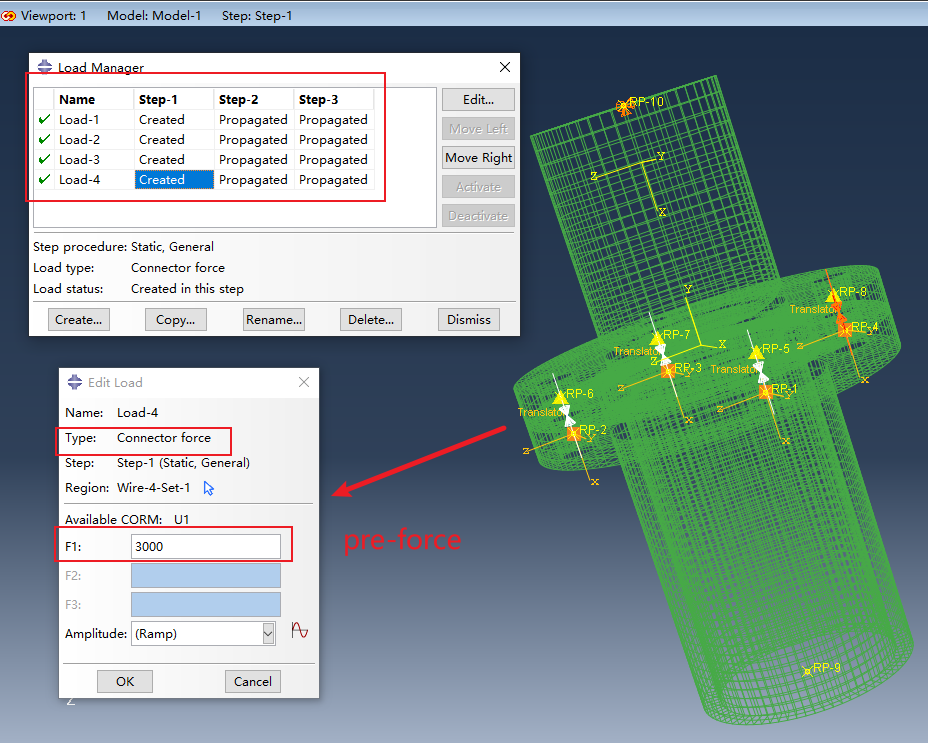 Viewport: 1 Model: Model-1 Step: Step-1
Load Manager
Name Step-1 Step-2 Step-3
Load-1 Created Propagated Propagated
Load-2 Created Propagated Propagated
Load-3 Created Propagated Propagated
Load-4 Created Propagated Propagated
Edit...
Move Left
Move Right
Activate
Deactivate
Step procedure: Static, General
Load type: Connector force
Load status: Created in this step
Create... Copy... Rename... Delete... Dismiss
Edit Load
Name: Load-4
Type: Connector force
Step: Step-1 (Static, General)
Region: Wire-4-Set-1
Available CORM: U1
F1: 3000
F2:
F3:
Amplitude: (Ramp)
OK Cancel
Z
pre-force
RP-10
Y
Z
X
Y
X
Z
RP-8
Translator
RP-4
Y
Z
X
RP-7
Translato
RP-3
Y
Z
X
RP-5
Translato
RP-1
Y
Z
X
RP-6
Translato
RP-2
Y
Z
X
RP-9